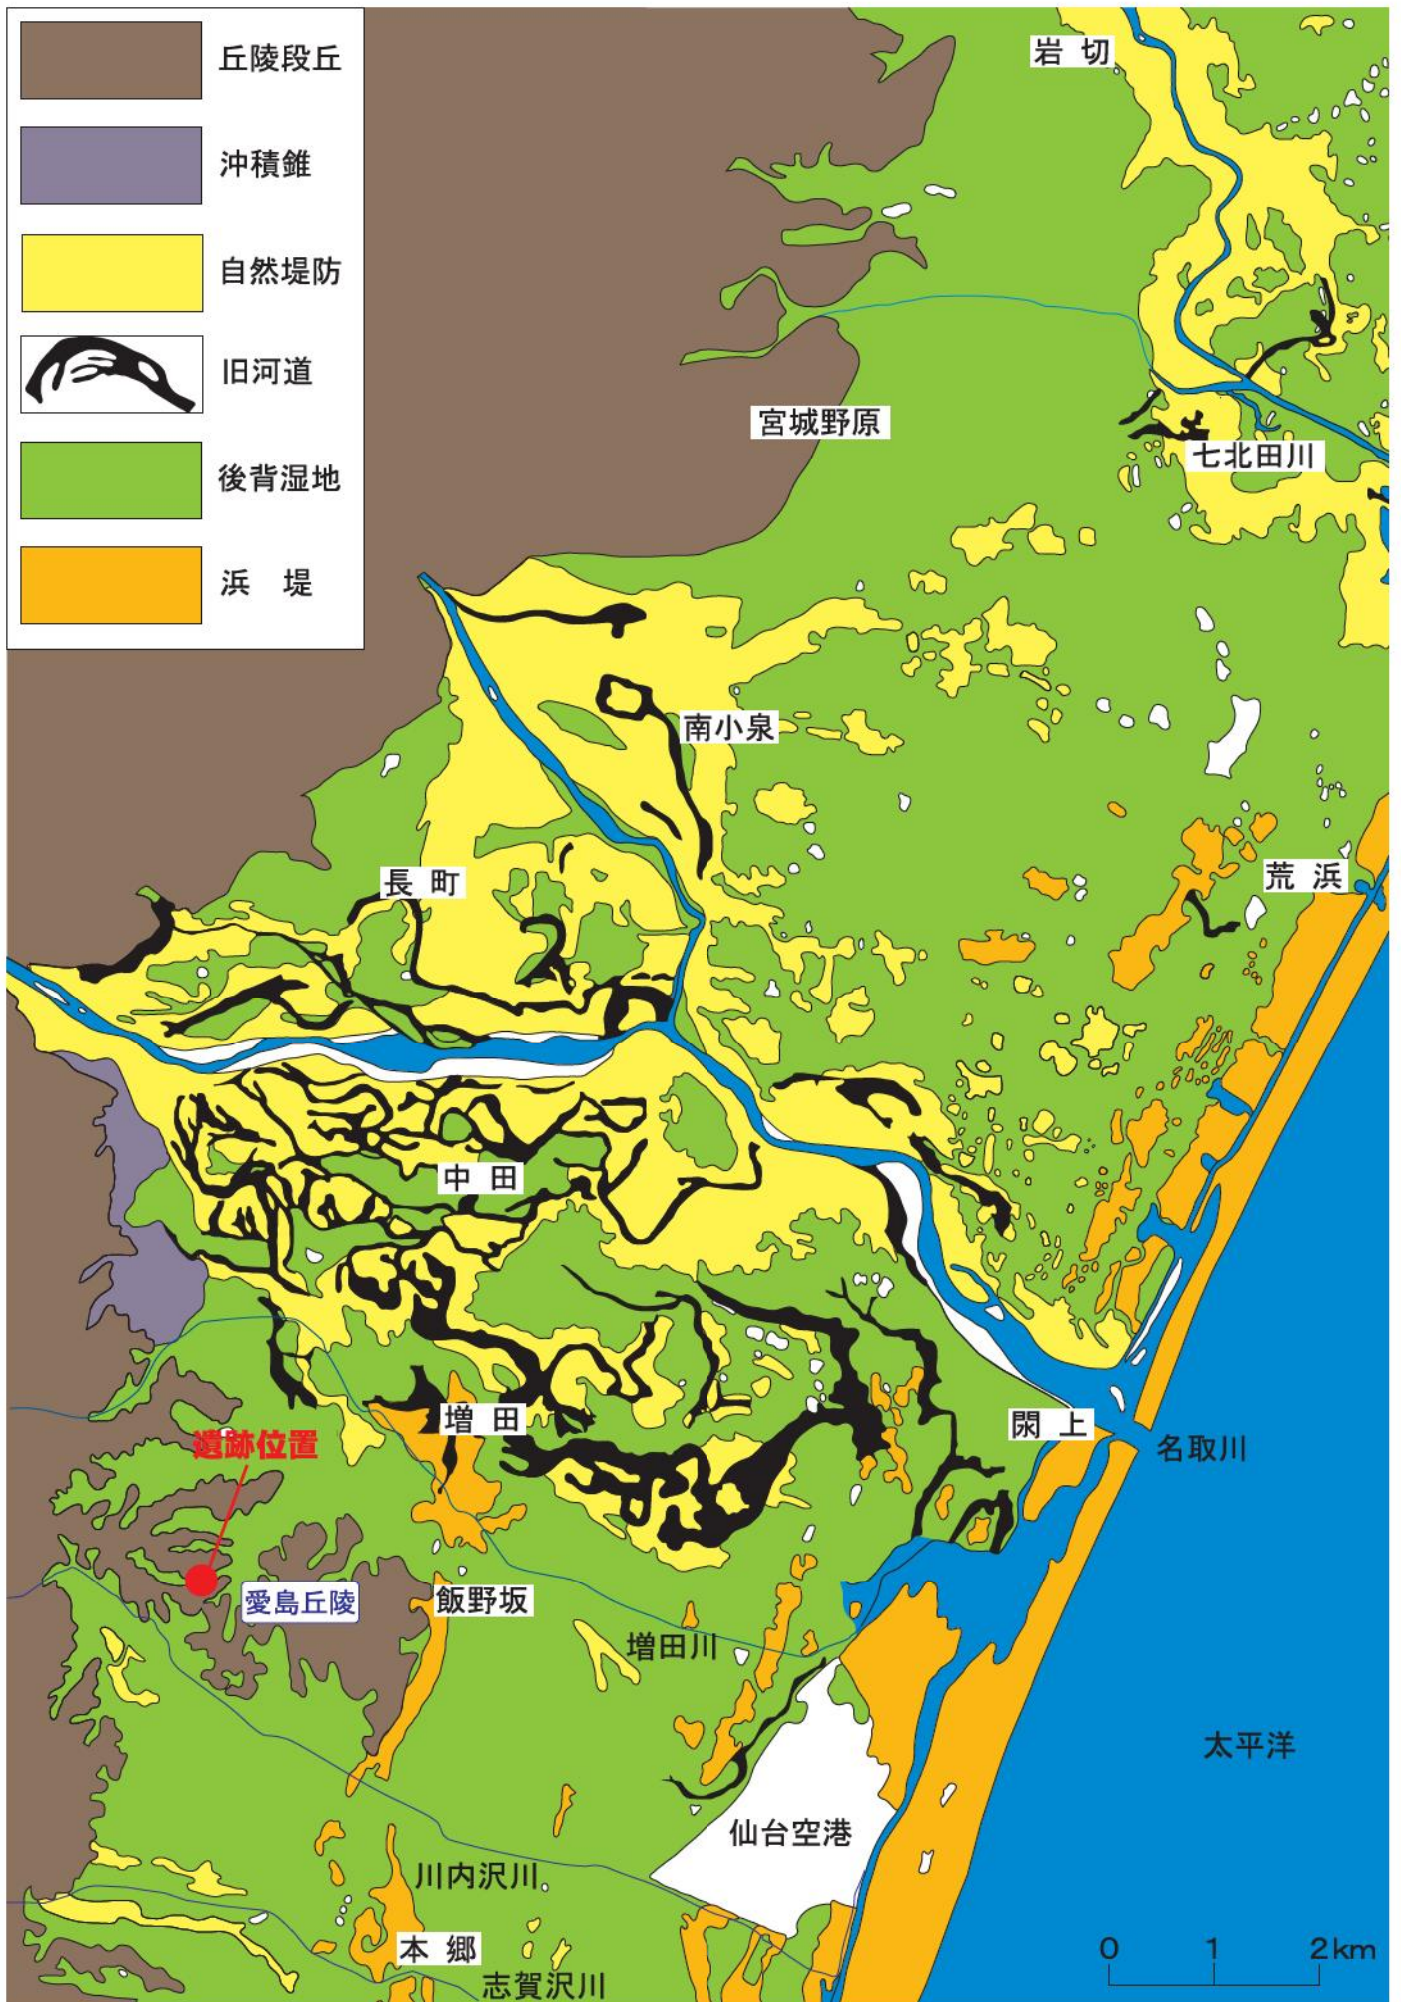 丘陵段丘
沖積錐
自然堤防
旧河道
後背湿地
浜　堤
岩 切
宮城野原
七北田川
南小泉
長 町
荒 浜
中 田
増 田
閖 上
名取川
遺跡位置
愛島丘陵
飯野坂
増田川
太平洋
仙台空港
川内沢川
本 郷
志賀沢川
0 1 2km